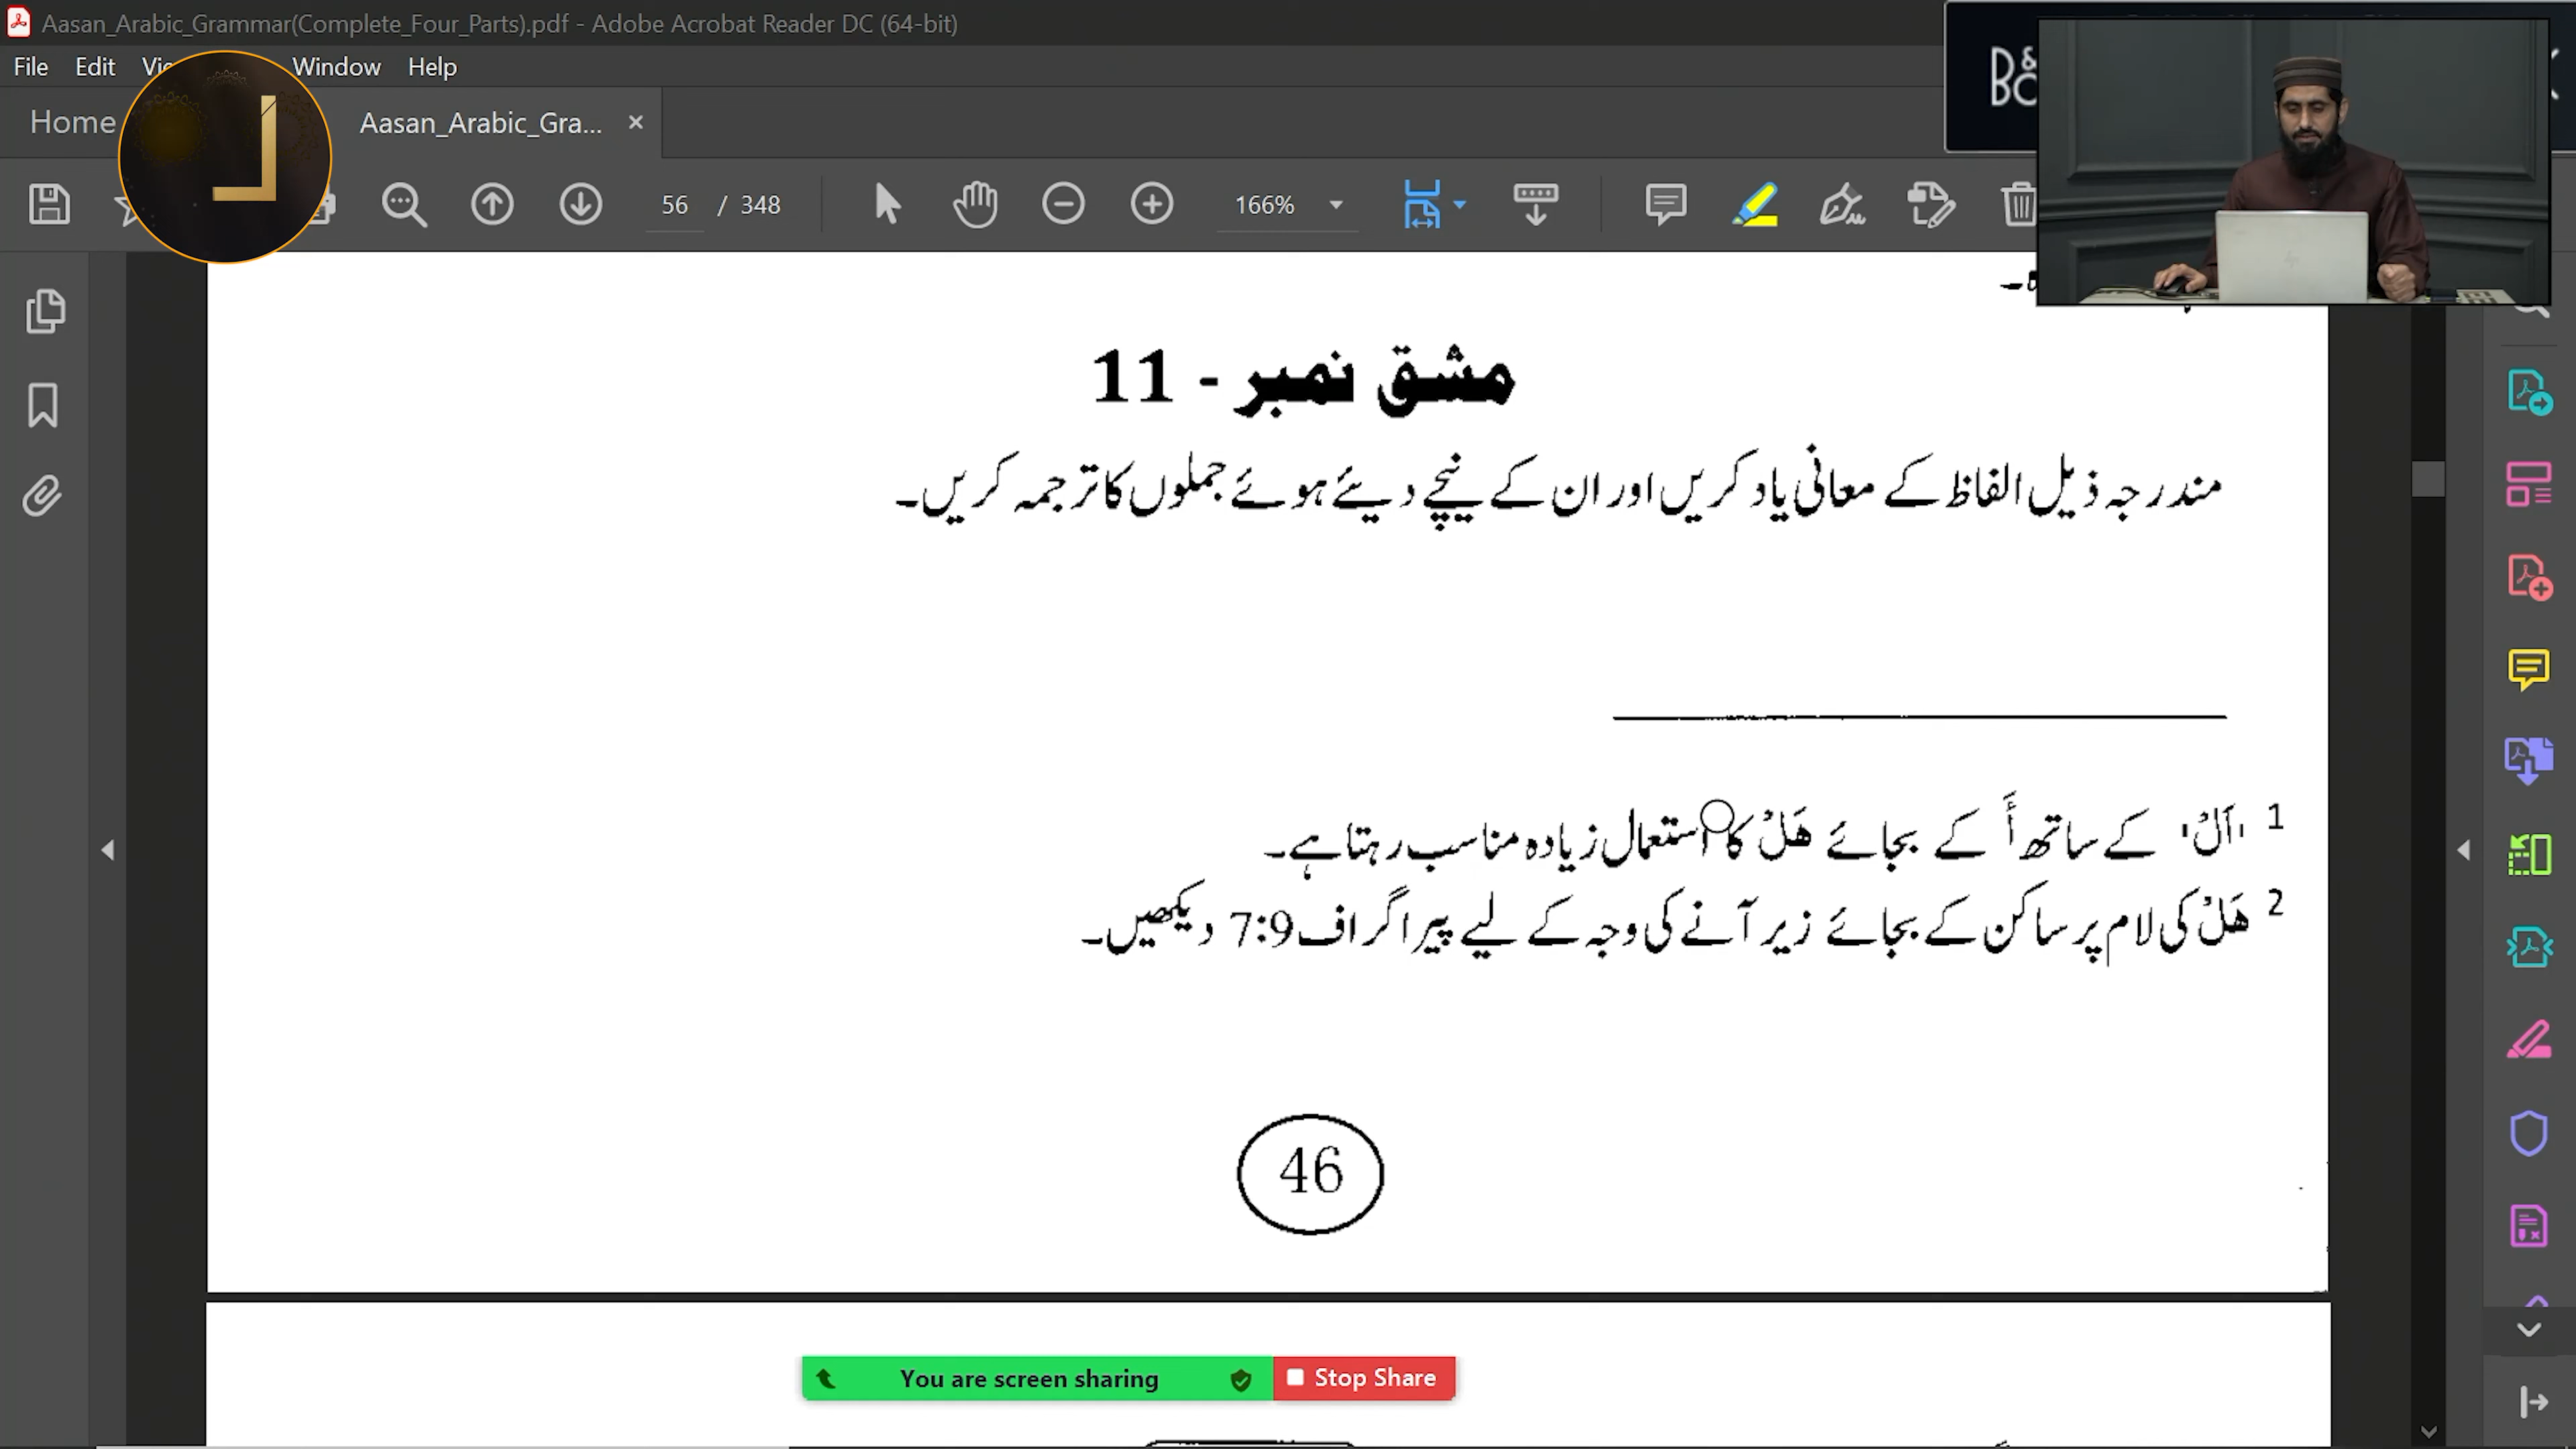 Aasan_Arabic_Grammar(Complete_Four_Parts).pdf - Adobe Acrobat Reader DC (64-bit)
File Edit Window Help
Home Aasan_Arabic_Gra...
56 / 348 166%
مشق نمبر - 11
مندرجہ ذیل الفاظ کے معانی یاد کریں اور ان کے نیچے دیئے ہوئے جملوں کا ترجمہ کریں۔
1 'اَلْ' کے ساتھ أَ کے بجائے هَلْ کا استعمال زیادہ مناسب رہتا ہے۔
2 هَلْ کی لام پر ساکن کے بجائے زیر آنے کی وجہ کے لیے پیراگراف 7:9 دیکھیں۔
46
You are screen sharing Stop Share